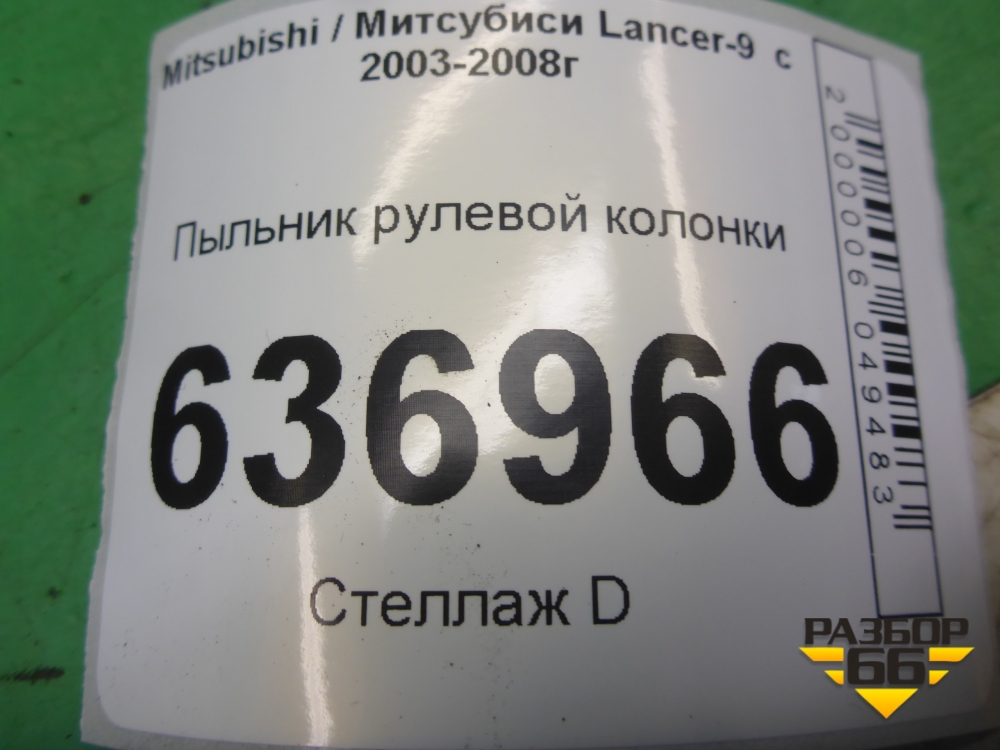 Mitsubishi / Митсубиси Lancer-9 с
2003-2008г
Пыльник рулевой колонки
636966
Стеллаж D
2000006049483
РАЗБОР
66